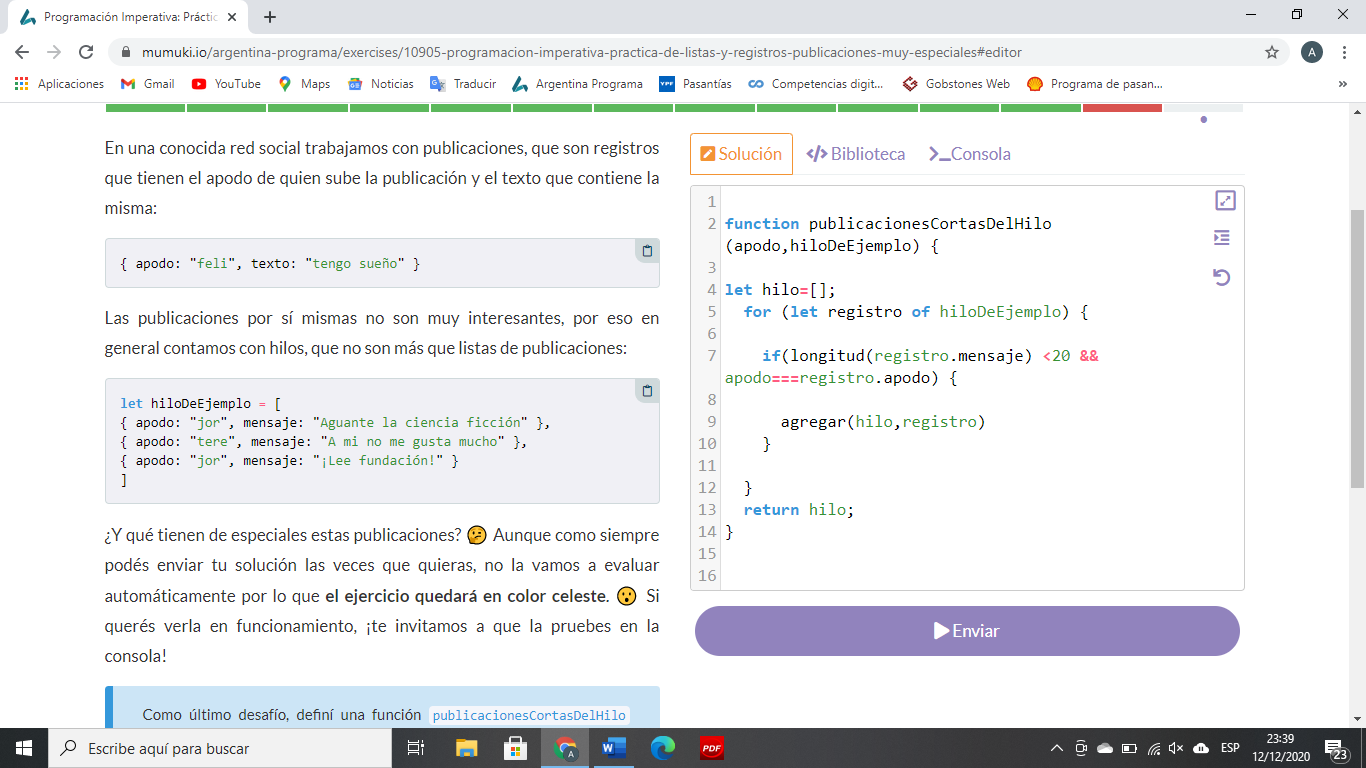 Programación Imperativa: Práctic
mumuki.io/argentina-programa/exercises/10905-programacion-imperativa-practica-de-listas-y-registros-publicaciones-muy-especiales#editor
A
Aplicaciones
Gmail
YouTube
Maps
Noticias
Traducir
Argentina Programa
YPF
Pasantías
Competencias digit...
Gobstones Web
Programa de pasan...
»
En una conocida red social trabajamos con publicaciones, que son registros
que tienen el apodo de quien sube la publicación y el texto que contiene la
misma:
{ apodo: "feli", texto: "tengo sueño" }
Las publicaciones por sí mismas no son muy interesantes, por eso en
general contamos con hilos, que no son más que listas de publicaciones:
let hiloDeEjemplo = [
{ apodo: "jor", mensaje: "Aguante la ciencia ficción" },
{ apodo: "tere", mensaje: "A mi no me gusta mucho" },
{ apodo: "jor", mensaje: "¡Lee fundación!" }
]
¿Y qué tienen de especiales estas publicaciones? 🤔 Aunque como siempre
podés enviar tu solución las veces que quieras, no la vamos a evaluar
automáticamente por lo que el ejercicio quedará en color celeste. 😮 Si
querés verla en funcionamiento, ¡te invitamos a que la pruebes en la
consola!
Como último desafío, definí una función publicacionesCortasDelHilo
Solución
</> Biblioteca
>_Consola
1
2 function publicacionesCortasDelHilo
(apodo,hiloDeEjemplo) {
3
4 let hilo=[];
5 for (let registro of hiloDeEjemplo) {
6
7 if(longitud(registro.mensaje) <20 &&
apodo===registro.apodo) {
8
9 agregar(hilo,registro)
10 }
11
12 }
13 return hilo;
14 }
15
16
Enviar
Escribe aquí para buscar
A
W
PDF
ESP
23:39
12/12/2020
23